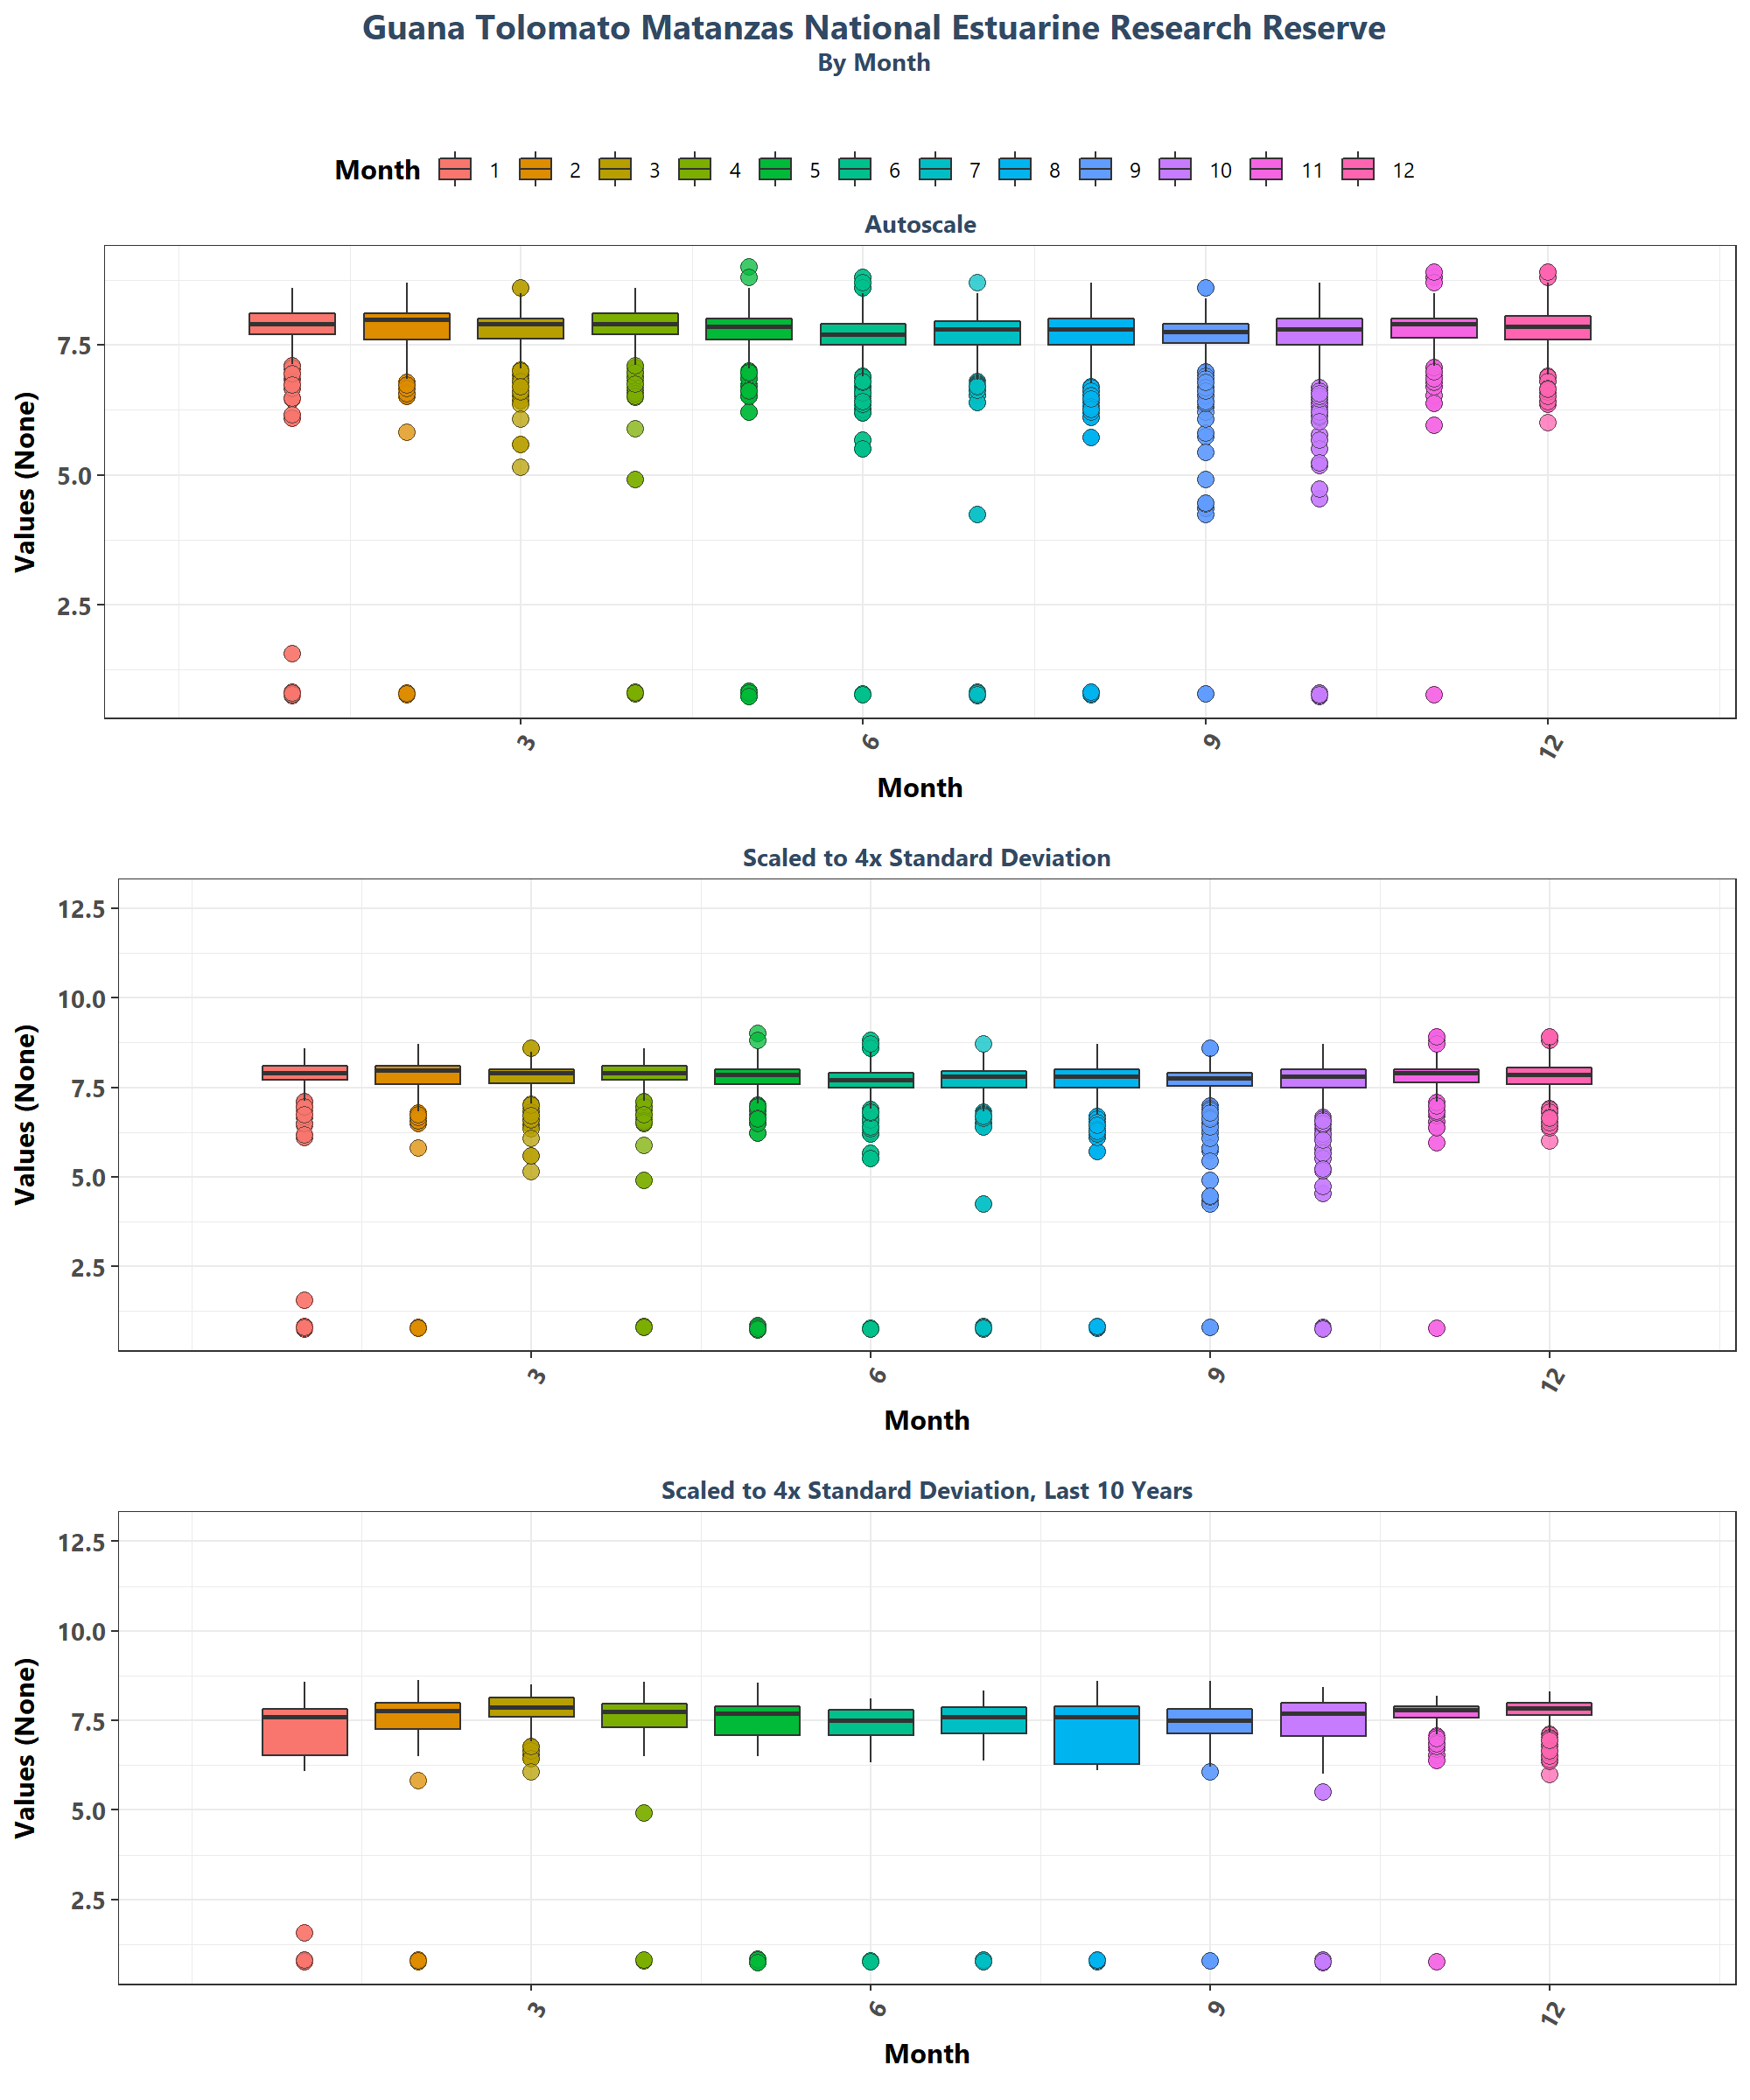 Guana Tolomato Matanzas National Estuarine Research Reserve
By Month
Month 1 2 3 4 5 6 7 8 9 10 11 12
Autoscale
Values (None)
7.5
5.0
2.5
3 6 9 12
Month
Scaled to 4x Standard Deviation
Values (None)
12.5
10.0
7.5
5.0
2.5
3 6 9 12
Month
Scaled to 4x Standard Deviation, Last 10 Years
Values (None)
12.5
10.0
7.5
5.0
2.5
3 6 9 12
Month